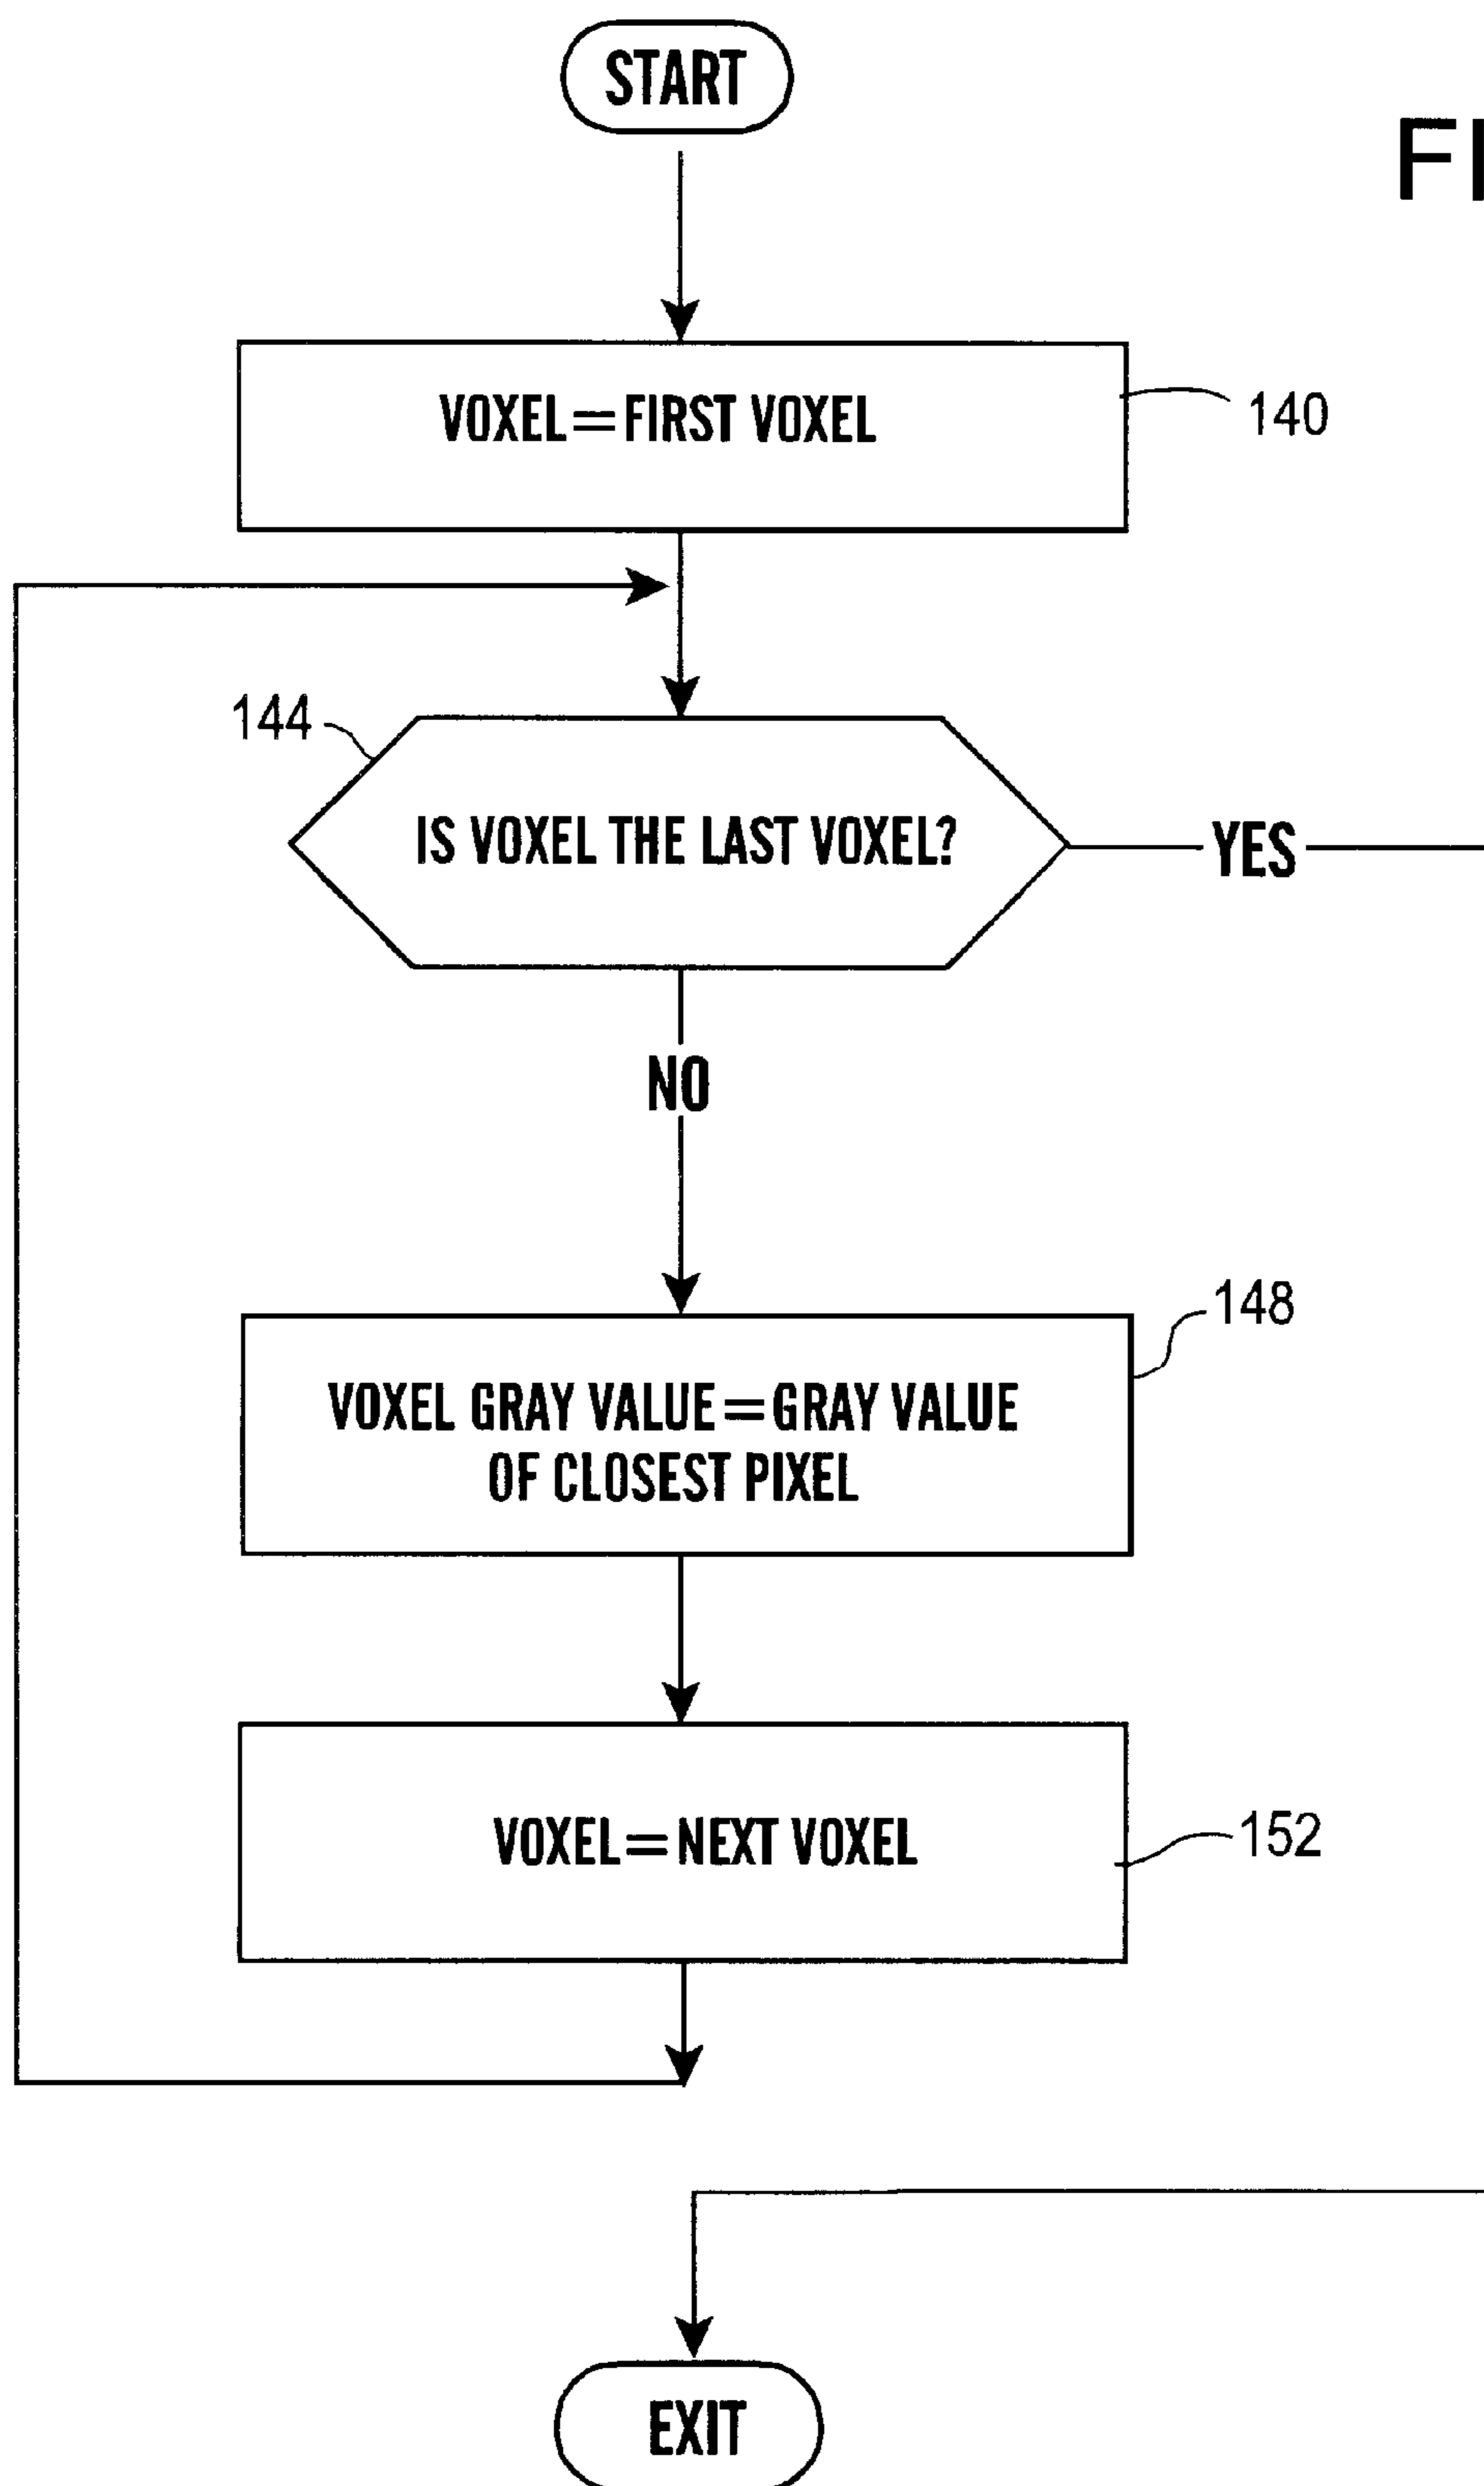 START
FI
VOXEL=FIRST VOXEL
140
144
IS VOXEL THE LAST VOXEL?
YES
NO
148
VOXEL GRAY VALUE=GRAY VALUE
OF CLOSEST PIXEL
VOXEL=NEXT VOXEL
152
EXIT